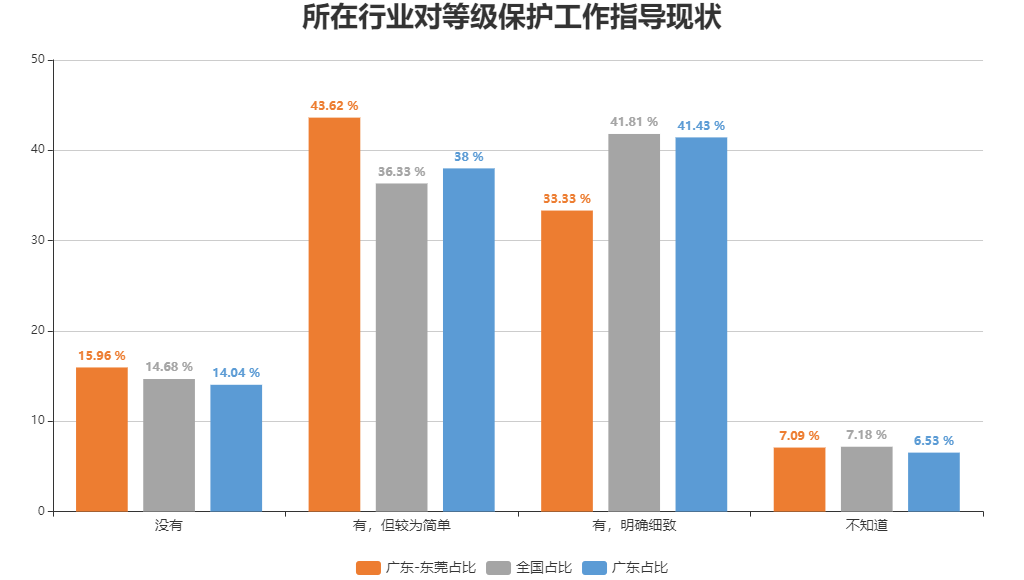 所在行业对等级保护工作指导现状
50
43.62 %
41.81 %
41.43 %
40
38 %
36.33 %
33.33 %
30
20
15.96 %
14.68 %
14.04 %
10
7.09 %
7.18 %
6.53 %
0
没有
有，但较为简单
有，明确细致
不知道
广东-东莞占比
全国占比
广东占比